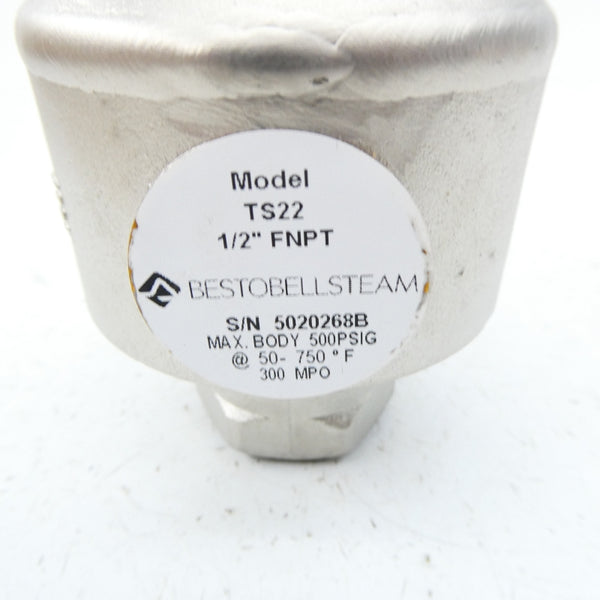 Model
TS22
1/2" FNPT
BESTOBELLSTEAM
S/N 5020268B
MAX. BODY 500PSIG
@ 50- 750 ° F
300 MPO